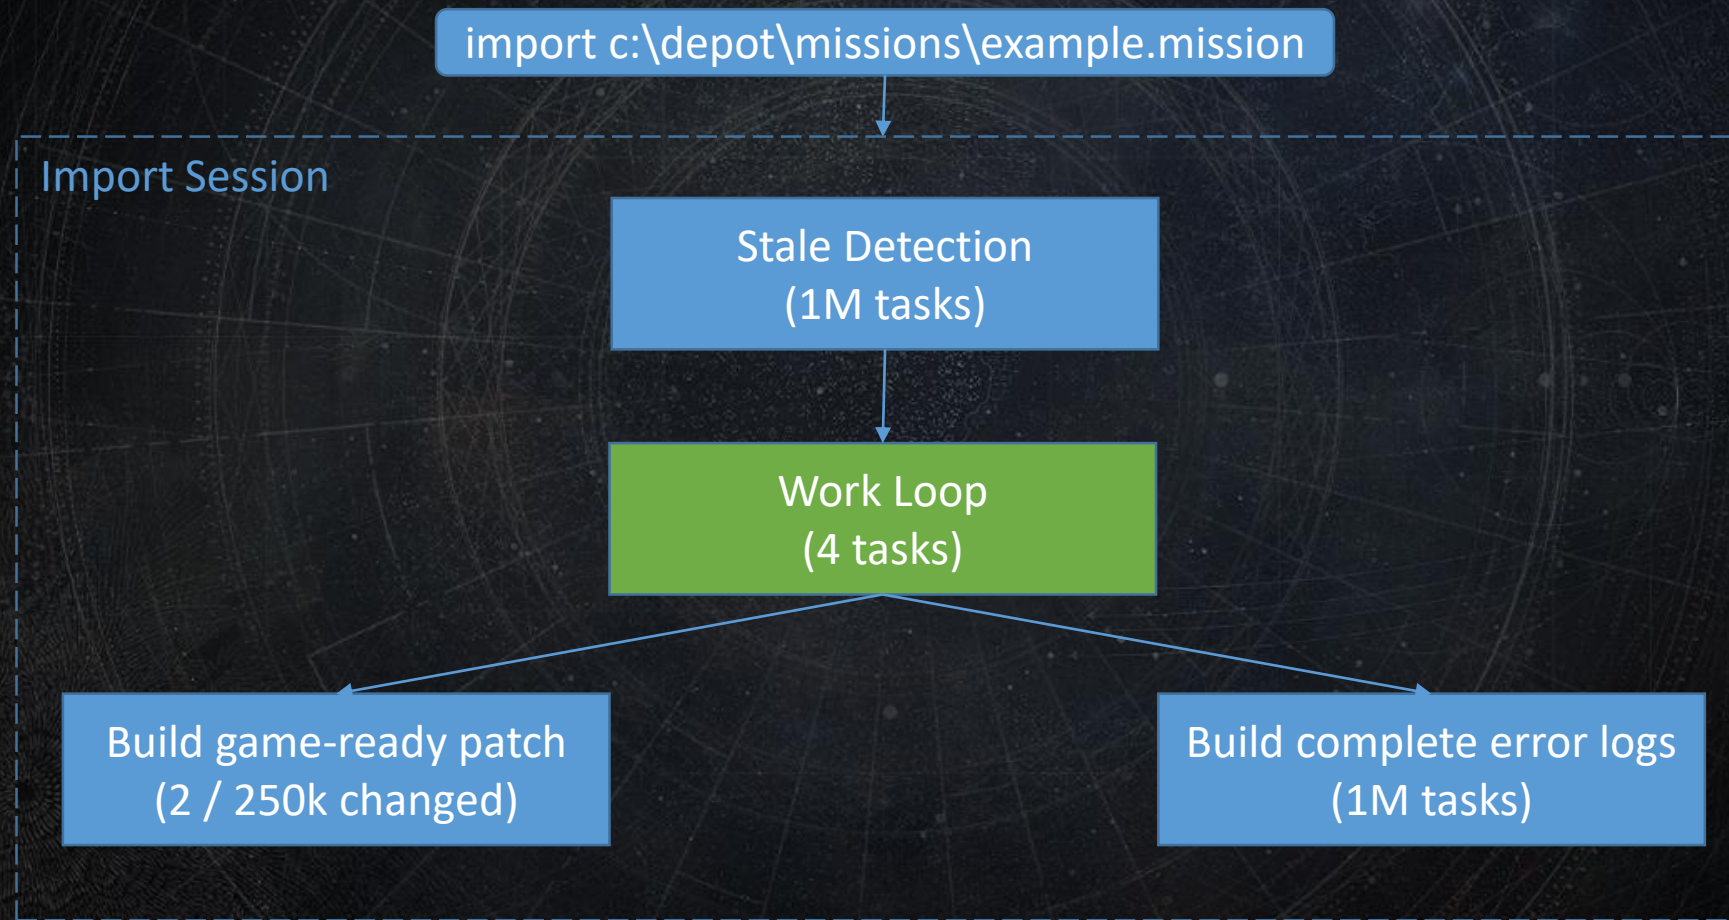 import c:\depot\missions\example.mission
Import Session
Stale Detection
(1M tasks)
Work Loop
(4 tasks)
Build game-ready patch
(2 / 250k changed)
Build complete error logs
(1M tasks)